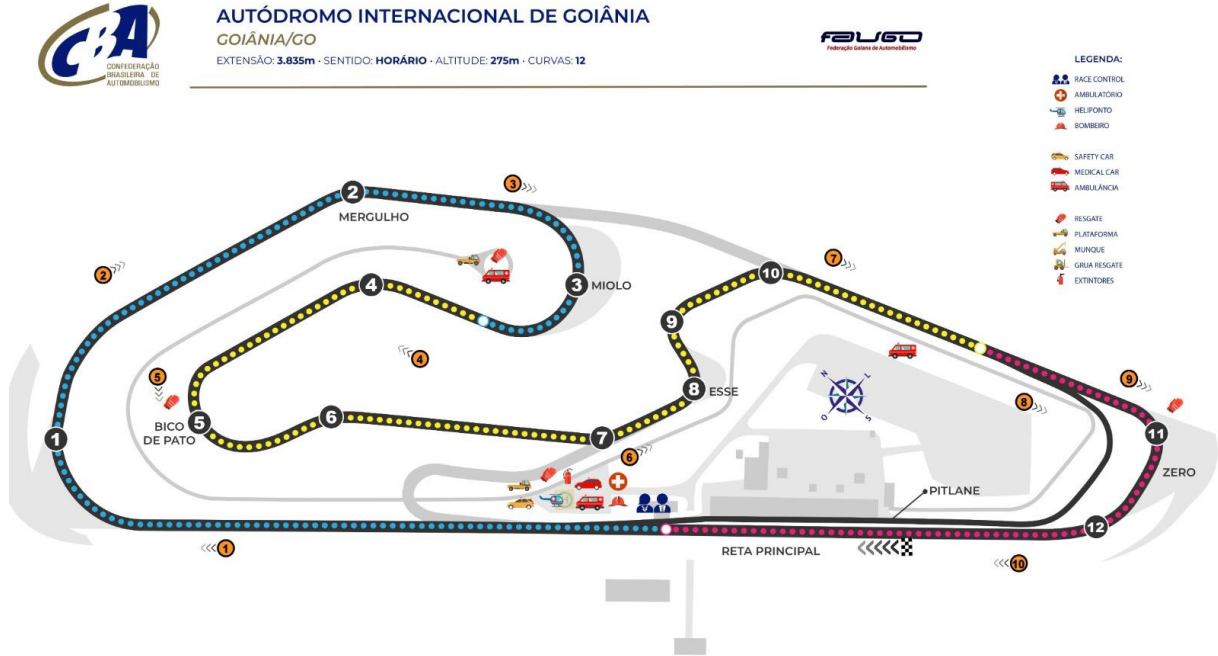 CBA
CONFEDERAÇÃO
BRASILEIRA DE
AUTOMOBILISMO
AUTÓDROMO INTERNACIONAL DE GOIÂNIA
GOIÂNIA/GO
EXTENSÃO: 3.835m • SENTIDO: HORÁRIO • ALTITUDE: 275m • CURVAS: 12
FAUGO
Federação Goiana de Automobilismo
LEGENDA:
RACE CONTROL
AMBULATÓRIO
HELIPONTO
BOMBEIRO
SAFETY CAR
MEDICAL CAR
AMBULÂNCIA
RESGATE
PLATAFORMA
MUNQUE
GRUA RESGATE
EXTINTORES
3
2
MERGULHO
7
2
10
4
3 MIOLO
9
4
5
9
8 ESSE
8
N L
O S
5
BICO
DE PATO
6
7
1
11
6
ZERO
PITLANE
12
RETA PRINCIPAL
1
10